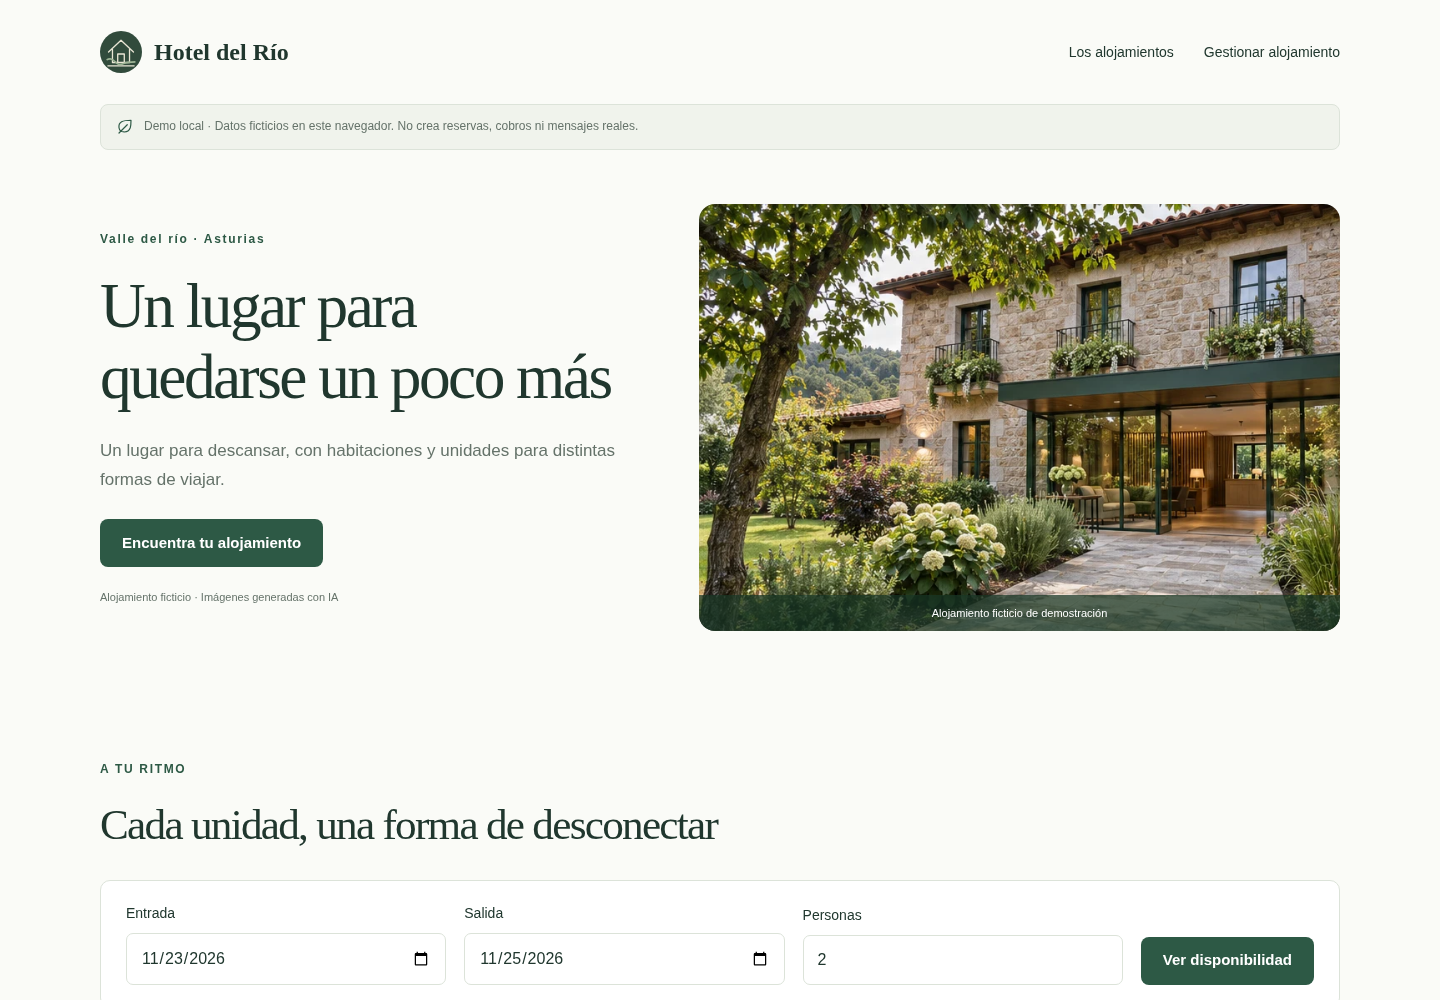 Hotel del Río
Los alojamientos
Gestionar alojamiento
Demo local · Datos ficticios en este navegador. No crea reservas, cobros ni mensajes reales.
Valle del río · Asturias
Un lugar para
quedarse un poco más
Un lugar para descansar, con habitaciones y unidades para distintas
formas de viajar.
Encuentra tu alojamiento
Alojamiento ficticio · Imágenes generadas con IA
Alojamiento ficticio de demostración
A TU RITMO
Cada unidad, una forma de desconectar
Entrada
Salida
Personas
11/23/2026
11/25/2026
2
Ver disponibilidad